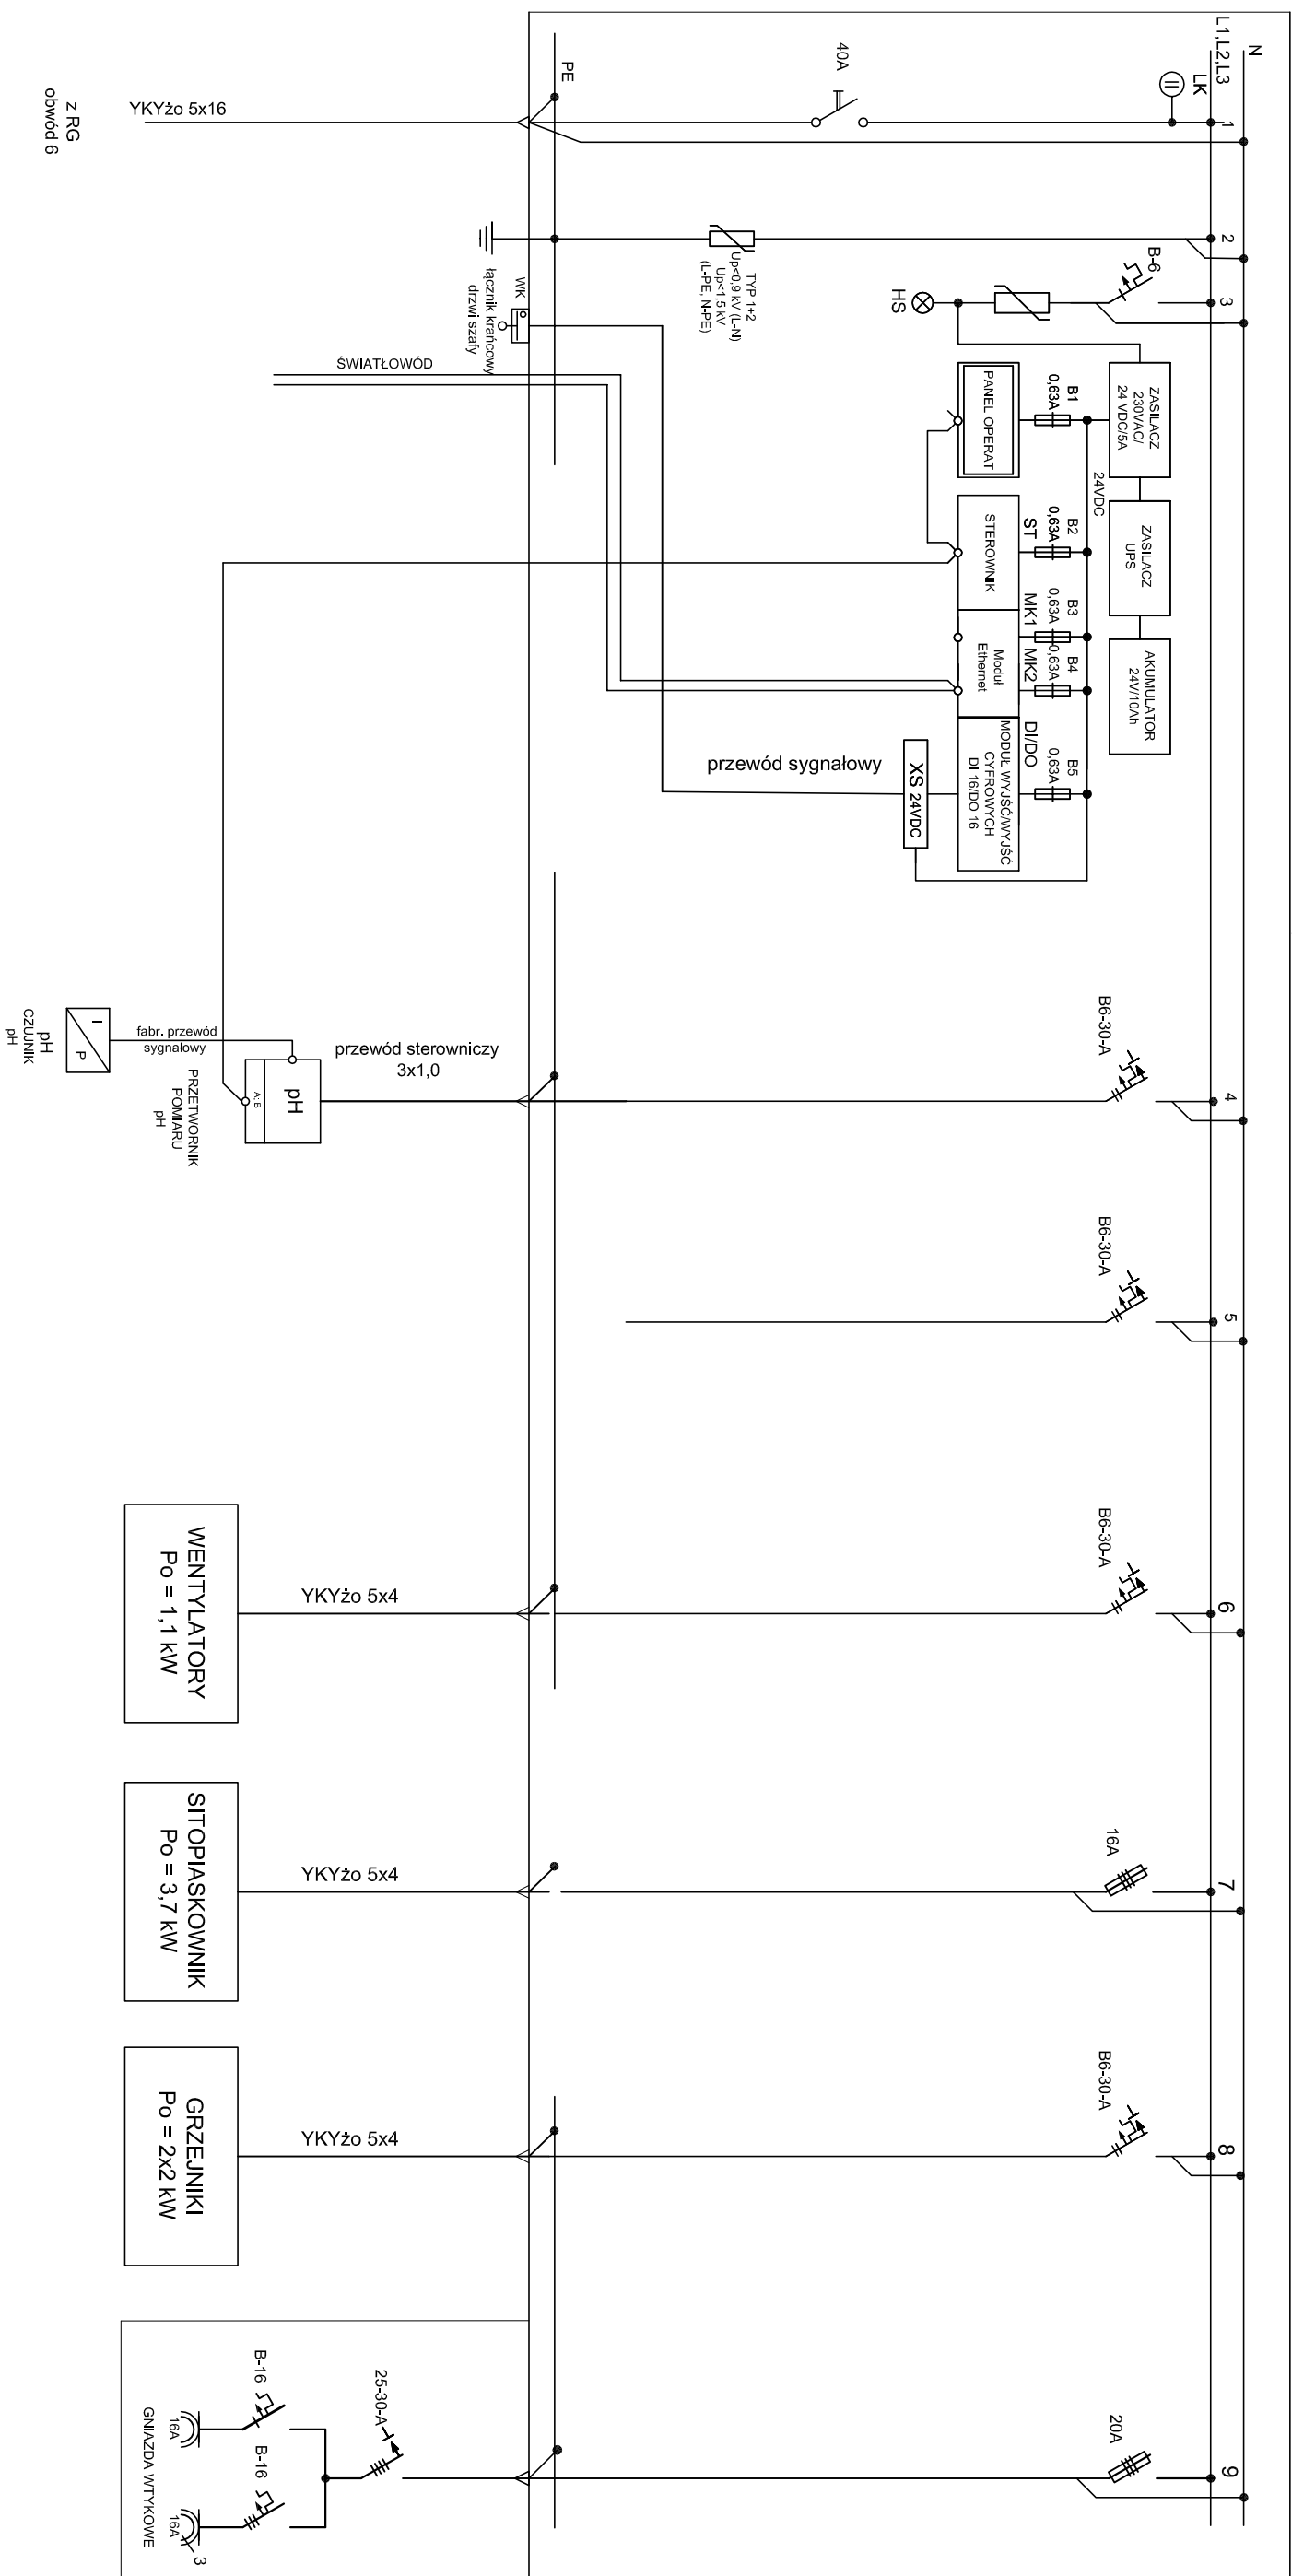 N
L1,L2,L3
LK
1
40A
PE
YKYżo 5x16
z RG
obwód 6
2
TYP 1+2
Up<0,9 kV (L-N)
Up<1,5 kV
(L-PE, N-PE)
3
B-6
HS
WK
łącznik krańcowy
drzwi szafy
ŚWIATŁOWÓD
ZASILACZ
230VAC/
24 VDC/5A
ZASILACZ
UPS
AKUMULATOR
24V/10Ah
24VDC
B1
0,63A
PANEL OPERAT
B2
0,63A
ST
STEROWNIK
B3
0,63A
MK1
B4
0,63A
MK2
Moduł
Ethernet
B5
0,63A
DI/DO
MODUŁ WYJŚĆ/WYJŚĆ
CYFROWYCH
DI 16/DO 16
XS 24VDC
przewód sygnałowy
4
B6-30-A
przewód sterowniczy
3x1,0
pH
A: B
PRZETWORNIK
POMIARU
pH
fabr. przewód
sygnałowy
I
P
pH
CZUJNIK
pH
5
B6-30-A
6
B6-30-A
YKYżo 5x4
WENTYLATORY
Po = 1,1 kW
7
16A
YKYżo 5x4
SITOPIASKOWNIK
Po = 3,7 kW
8
B6-30-A
YKYżo 5x4
GRZEJNIKI
Po = 2x2 kW
9
20A
25-30-A
B-16
B-16
16A
16A
3
GNIAZDA WTYKOWE